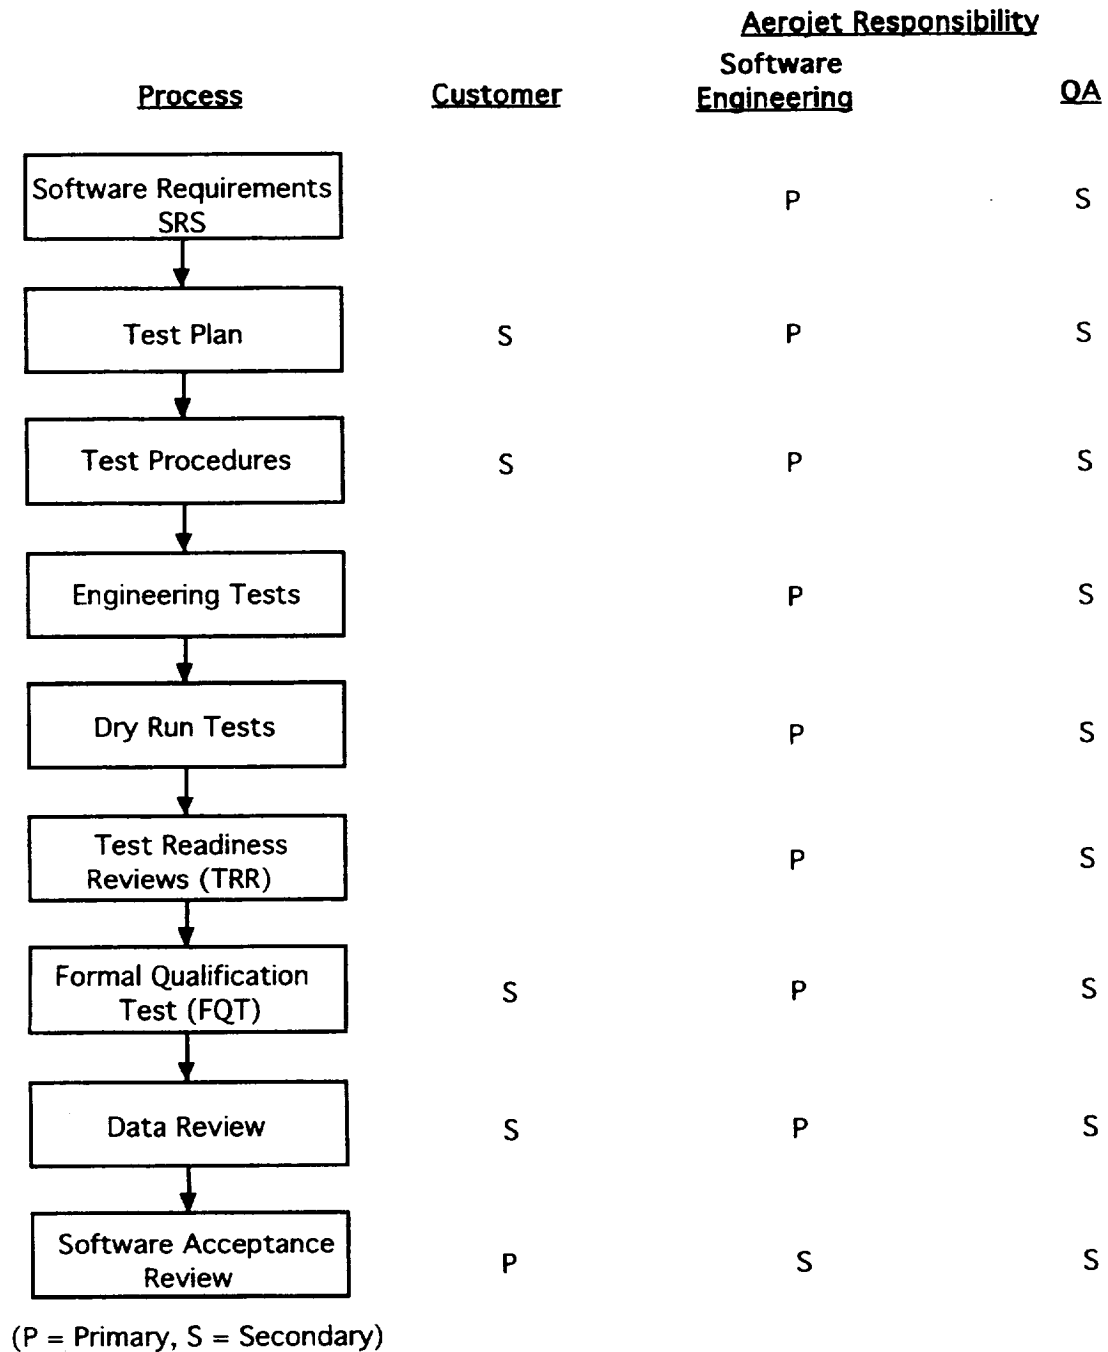 Aerojet Responsibility
Process Customer Software Engineering QA
Software Requirements
SRS
P S
Test Plan S P S
Test Procedures S P S
Engineering Tests P S
Dry Run Tests P S
Test Readiness
Reviews (TRR)
P S
Formal Qualification
Test (FQT)
S P S
Data Review S P S
Software Acceptance
Review
P S S
(P = Primary, S = Secondary)